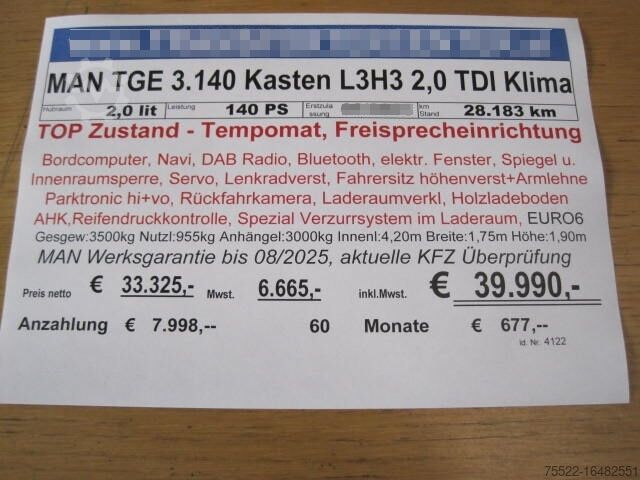 MAN TGE 3.140 Kasten L3H3 2,0 TDI Klima
Hubraum 2,0 lit Leistung 140 PS Erstzula ssung km Stand 28.183 km
TOP Zustand - Tempomat, Freisprecheinrichtung
Bordcomputer, Navi, DAB Radio, Bluetooth, elektr. Fenster, Spiegel u.
Innenraumsperre, Servo, Lenkradverst, Fahrersitz höhenverst+Armlehne
Parktronic hi+vo, Rückfahrkamera, Laderaumverkl, Holzladeboden
AHK,Reifendruckkontrolle, Spezial Verzurrsystem im Laderaum, EURO6
Gesgew:3500kg Nutzl:955kg Anhängel:3000kg Innenl:4,20m Breite:1,75m Höhe:1,90m
MAN Werksgarantie bis 08/2025, aktuelle KFZ Überprüfung
Preis netto € 33.325,- Mwst. 6.665,- inkl.Mwst. € 39.990,-
Anzahlung € 7.998,-- 60 Monate € 677,--
Id. Nr. 4122
75522-16482551